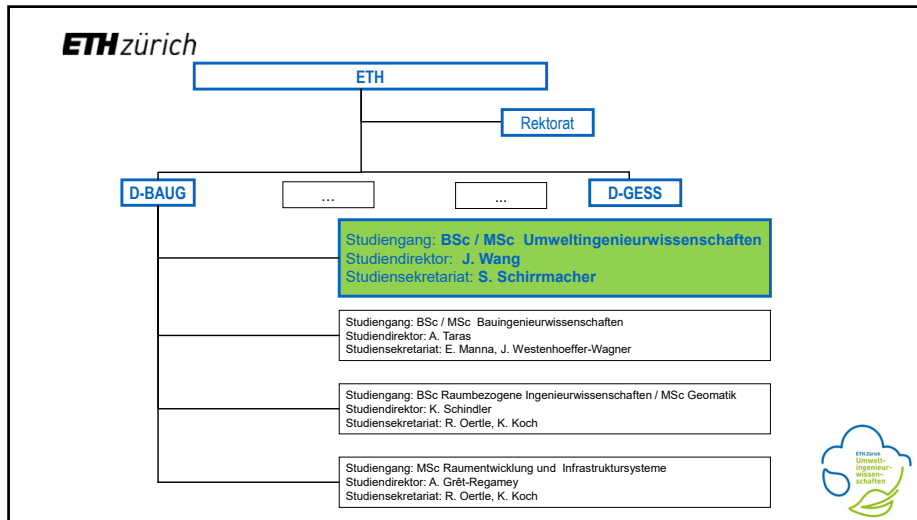 ETH zürich
ETH
Rektorat
D-BAUG
...
...
D-GESS
Studiengang: BSc / MSc Umweltingenieurwissenschaften
Studiendirektor: J. Wang
Studiensekretariat: S. Schirrmacher
Studiengang: BSc / MSc Bauingenieurwissenschaften
Studiendirektor: A. Taras
Studiensekretariat: E. Manna, J. Westenhoeffer-Wagner
Studiengang: BSc Raumbezogene Ingenieurwissenschaften / MSc Geomatik
Studiendirektor: K. Schindler
Studiensekretariat: R. Oertle, K. Koch
Studiengang: MSc Raumentwicklung und Infrastruktursysteme
Studiendirektor: A. Grêt-Regamey
Studiensekretariat: R. Oertle, K. Koch
ETH Zürich
Umwelt-
ingenieur-
wissen-
schaften